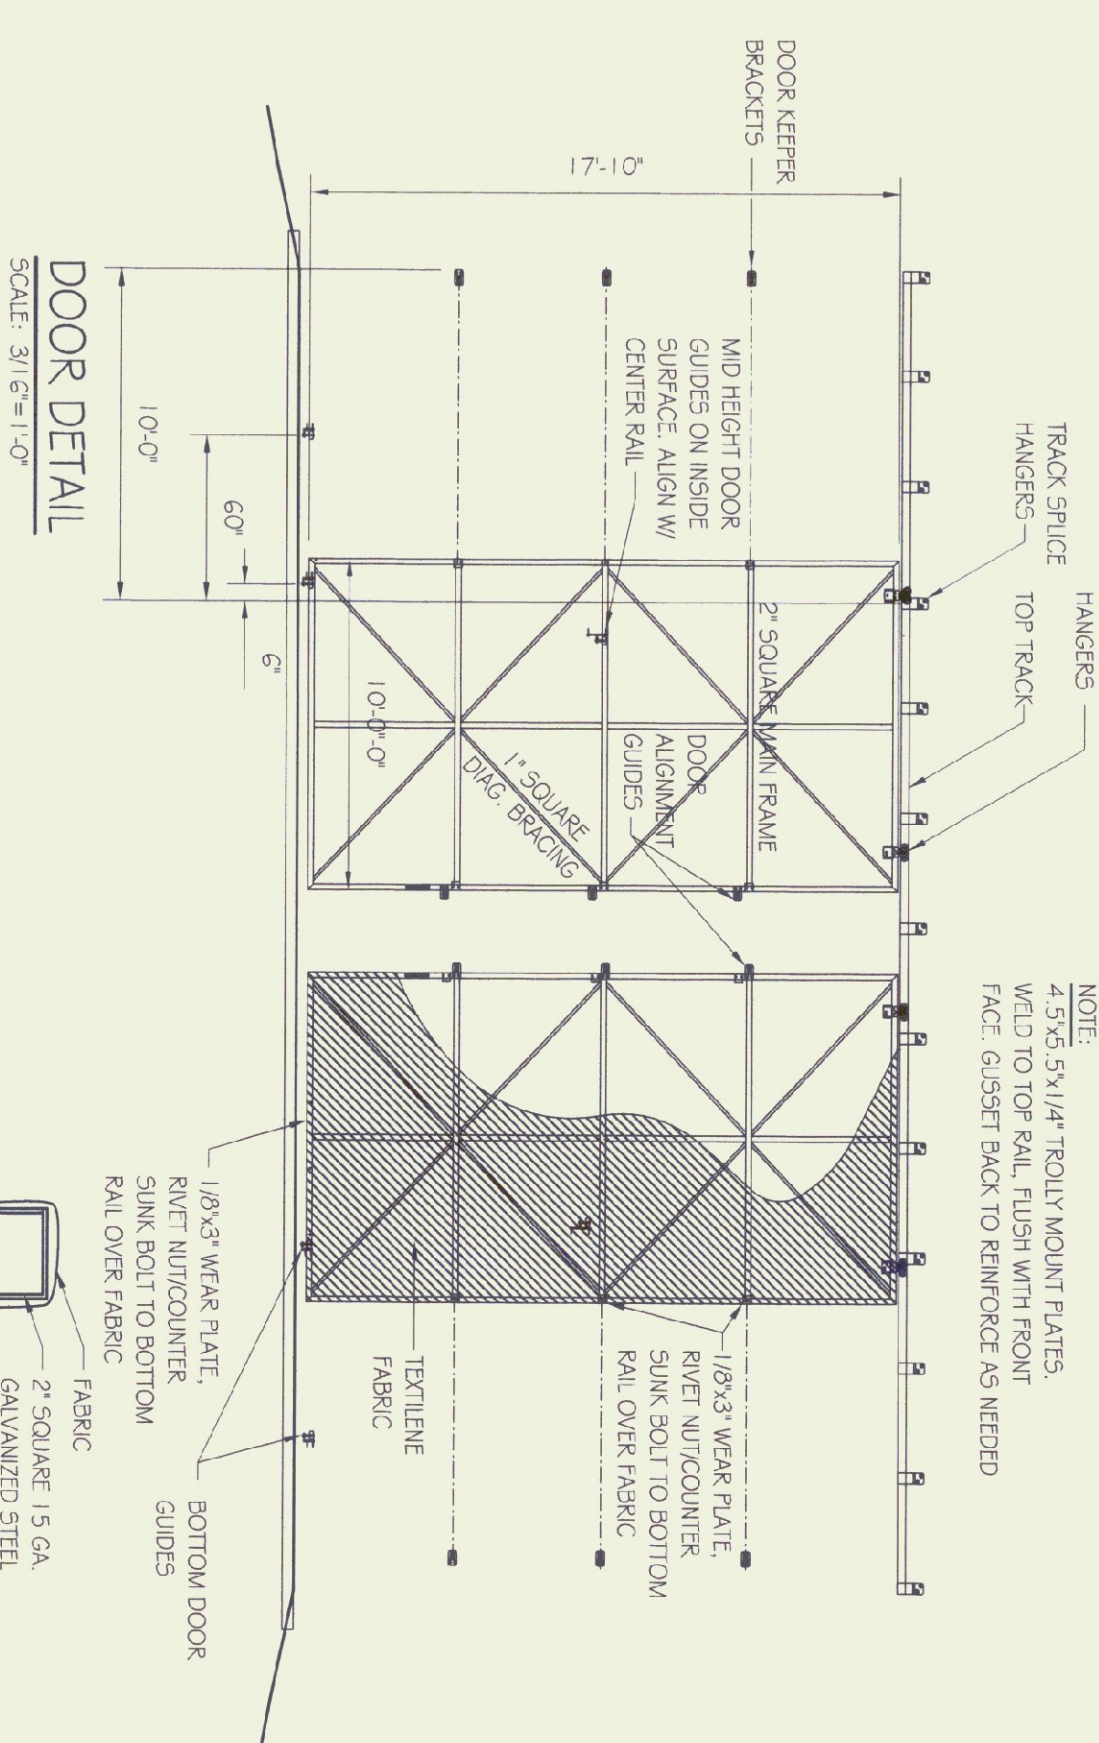 HANGERS
TRACK SPLICE
HANGERS
TOP TRACK
NOTE:
4.5"x5.5"x1/4" TROLLY MOUNT PLATES.
WELD TO TOP RAIL, FLUSH WITH FRONT
FACE. GUSSET BACK TO REINFORCE AS NEEDED
DOOR KEEPER
BRACKETS
17'-10"
MID HEIGHT DOOR
GUIDES ON INSIDE
SURFACE. ALIGN W/
CENTER RAIL
2" SQUARE MAIN FRAME
DOOR
ALIGNMENT
GUIDES
1" SQUARE
DIAG. BRACING
10'-0"-0"
1/8"x3" WEAR PLATE,
RIVET NUT/COUNTER
SUNK BOLT TO BOTTOM
RAIL OVER FABRIC
TEXTILENE
FABRIC
60"
6"
10'-0"
1/8"x3" WEAR PLATE,
RIVET NUT/COUNTER
SUNK BOLT TO BOTTOM
RAIL OVER FABRIC
BOTTOM DOOR
GUIDES
DOOR DETAIL
SCALE: 3/16"=1'-0"
FABRIC
2" SQUARE 15 GA.
GALVANIZED STEEL